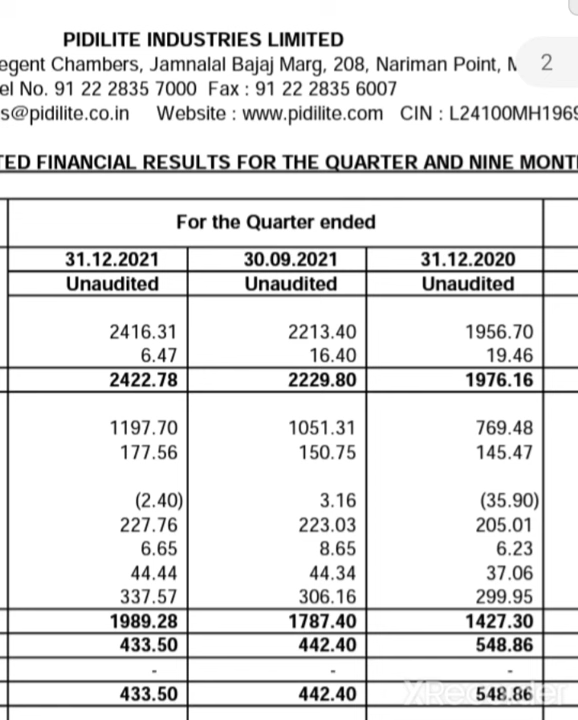 PIDILITE INDUSTRIES LIMITED
egent Chambers, Jamnalal Bajaj Marg, 208, Nariman Point, M 2
el No. 91 22 2835 7000 Fax : 91 22 2835 6007
s@pidilite.co.in Website : www.pidilite.com CIN : L24100MH1969
TED FINANCIAL RESULTS FOR THE QUARTER AND NINE MONT
For the Quarter ended
31.12.2021 30.09.2021 31.12.2020
Unaudited Unaudited Unaudited
2416.31 2213.40 1956.70
6.47 16.40 19.46
2422.78 2229.80 1976.16
1197.70 1051.31 769.48
177.56 150.75 145.47
(2.40) 3.16 (35.90)
227.76 223.03 205.01
6.65 8.65 6.23
44.44 44.34 37.06
337.57 306.16 299.95
1989.28 1787.40 1427.30
433.50 442.40 548.86
- - -
433.50 442.40 548.86
XRecorder